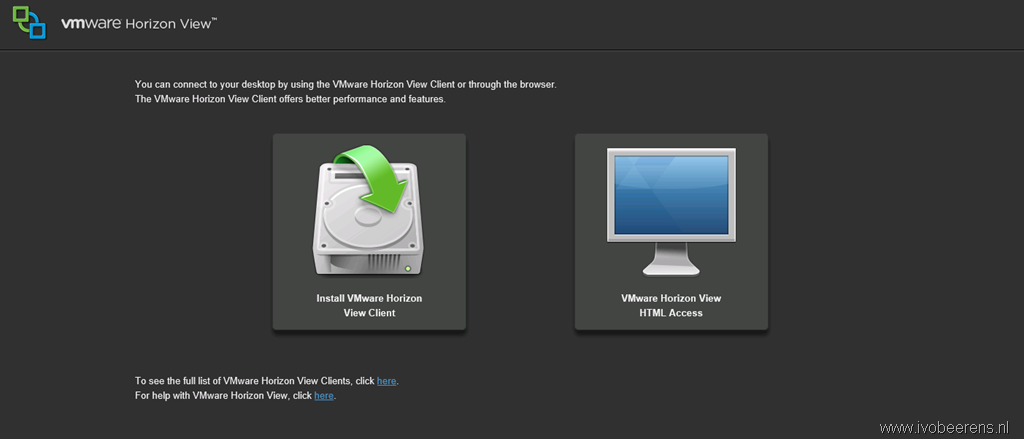 vmware Horizon View™
You can connect to your desktop by using the VMware Horizon View Client or through the browser.
The VMware Horizon View Client offers better performance and features.
Install VMware Horizon
View Client
VMware Horizon View
HTML Access
To see the full list of VMware Horizon View Clients, click here.
For help with VMware Horizon View, click here.
www.ivobeerens.nl